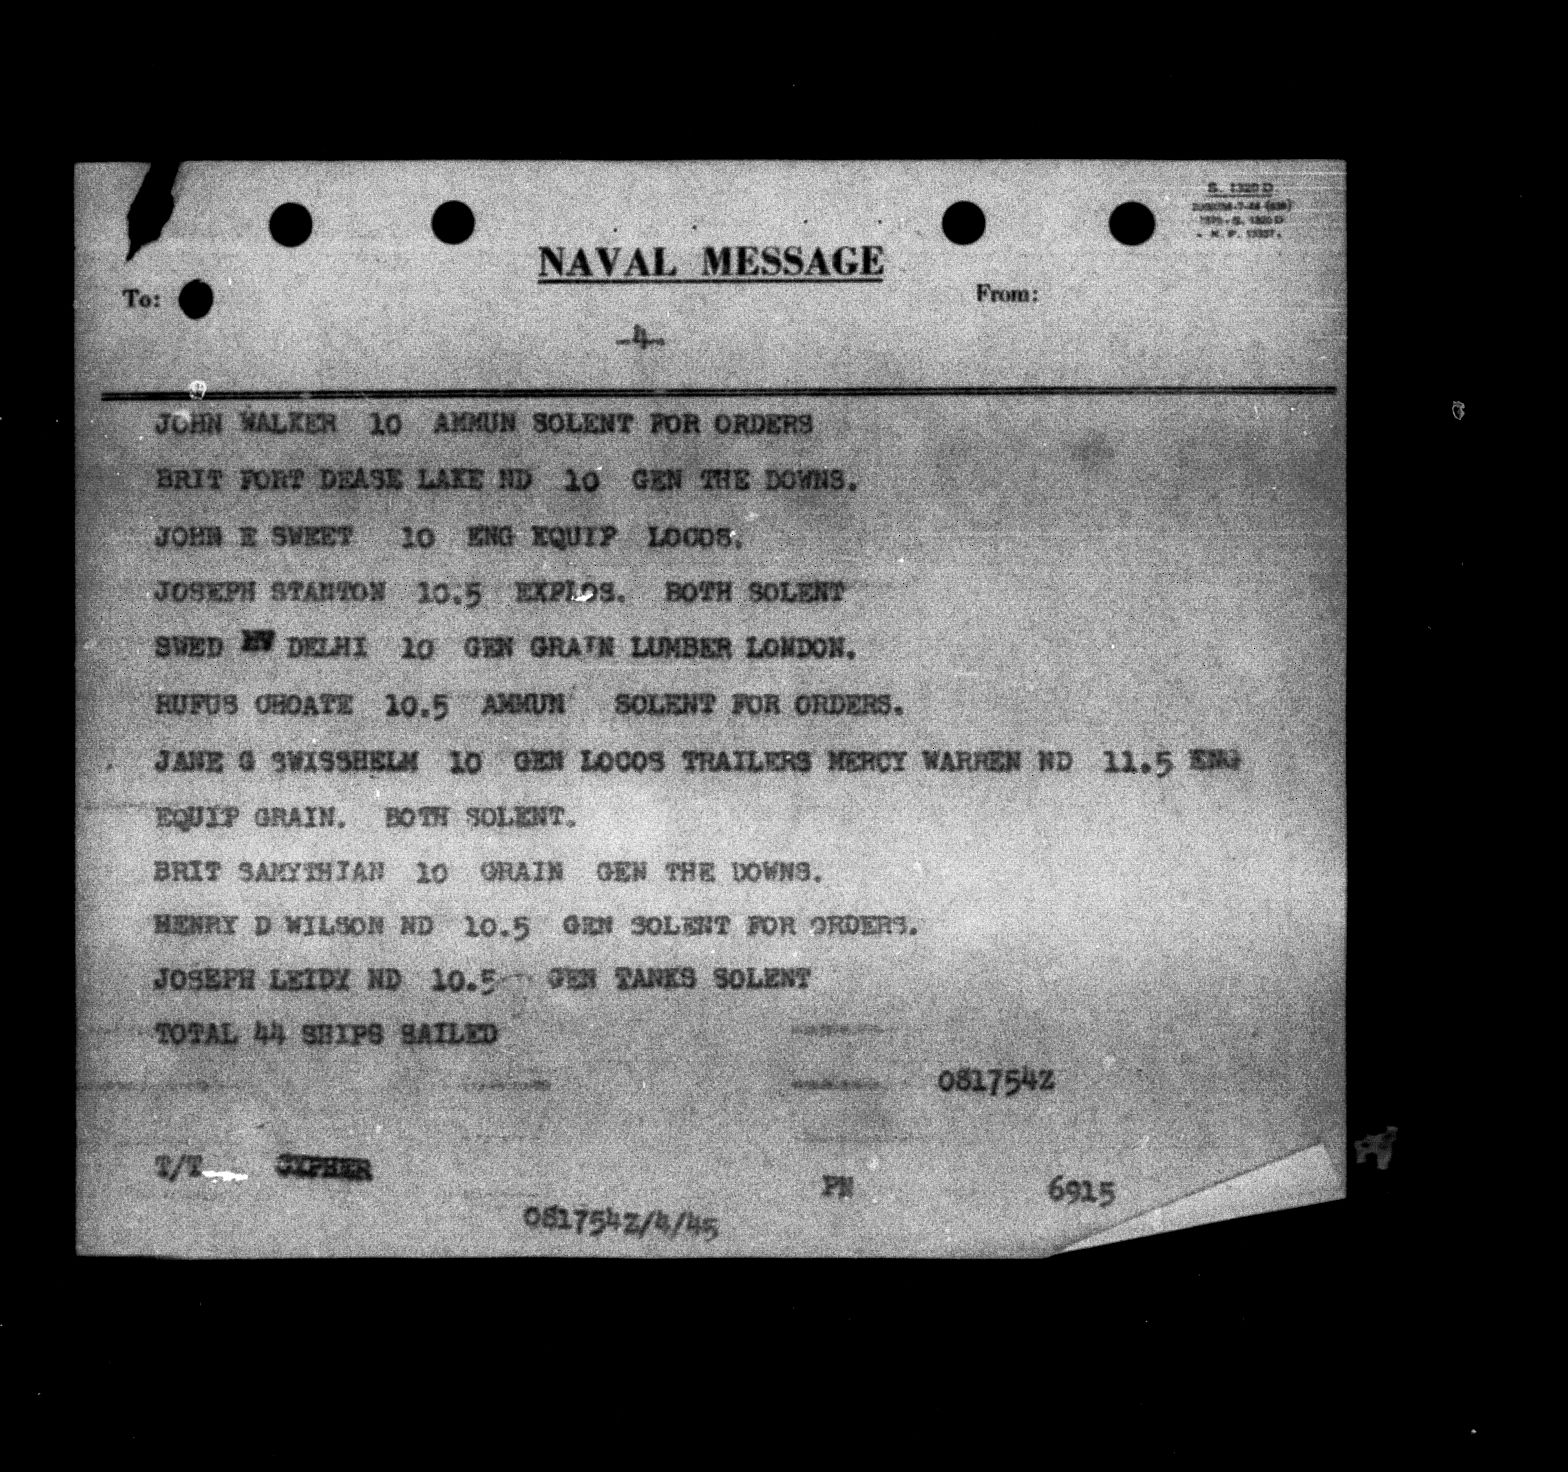 S. 1320 D
NAVAL MESSAGE
To:
From:
-4-
JOHN WALKER 10 AMMUN SOLENT FOR ORDERS
BRIT FORT DEASE LAKE ND 10 GEN THE DOWNS.
JOHN E SWEET 10 ENG EQUIP LOCOS.
JOSEPH STANTON 10.5 EXPLOS. BOTH SOLENT
SWED MV DELHI 10 GEN GRAIN LUMBER LONDON.
RUFUS CHOATE 10.5 AMMUN SOLENT FOR ORDERS.
JANE G SWISSHELM 10 GEN LOCOS TRAILERS MERCY WARREN ND 11.5 ENG
EQUIP GRAIN. BOTH SOLENT.
BRIT SAMYTHIAN 10 GRAIN GEN THE DOWNS.
HENRY D WILSON ND 10.5 GEN SOLENT FOR ORDERS.
JOSEPH LEIDY ND 10.5 GEN TANKS SOLENT
TOTAL 44 SHIPS SAILED
081754Z
T/T CYPHER
PN 6915
081754Z/4/45